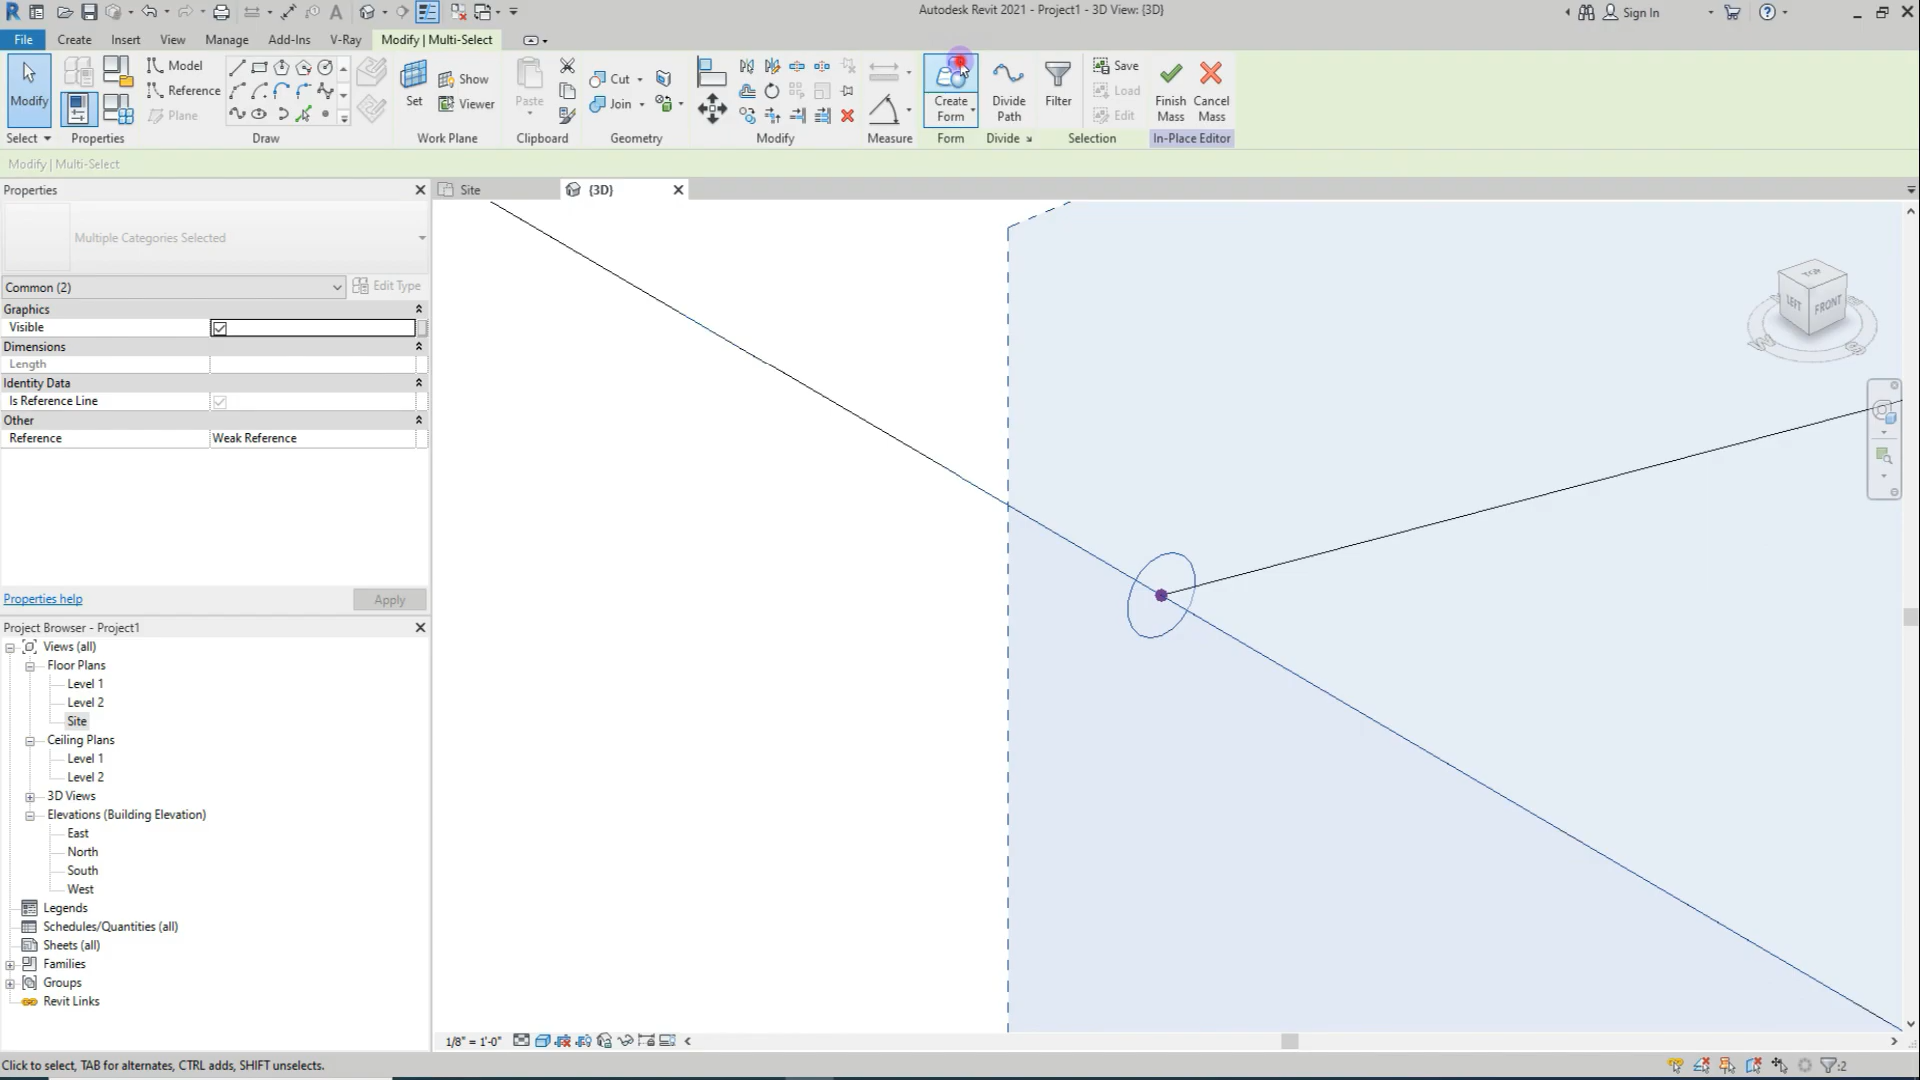 Autodesk Revit 2021 - Project1 - 3D View: {3D}
Sign In
File
Create
Insert
View
Manage
Add-Ins
V-Ray
Modify | Multi-Select
Modify
Model
Reference
Plane
Set
Show
Viewer
Paste
Cut
Join
Create Form
Divide Path
Filter
Save
Load
Edit
Finish Mass
Cancel Mass
Select
Properties
Draw
Work Plane
Clipboard
Geometry
Modify
Measure
Form
Divide
Selection
In-Place Editor
Modify | Multi-Select
Properties
Multiple Categories Selected
Common (2)
Edit Type
Graphics
Visible
Dimensions
Length
Identity Data
Is Reference Line
Other
Reference
Weak Reference
Properties help
Apply
Project Browser - Project1
Views (all)
Floor Plans
Level 1
Level 2
Site
Ceiling Plans
Level 1
Level 2
3D Views
Elevations (Building Elevation)
East
North
South
West
Legends
Schedules/Quantities (all)
Sheets (all)
Families
Groups
Revit Links
Site
{3D}
TOP
LEFT
FRONT
W
S
1/8" = 1'-0"
Click to select, TAB for alternates, CTRL adds, SHIFT unselects.
:2